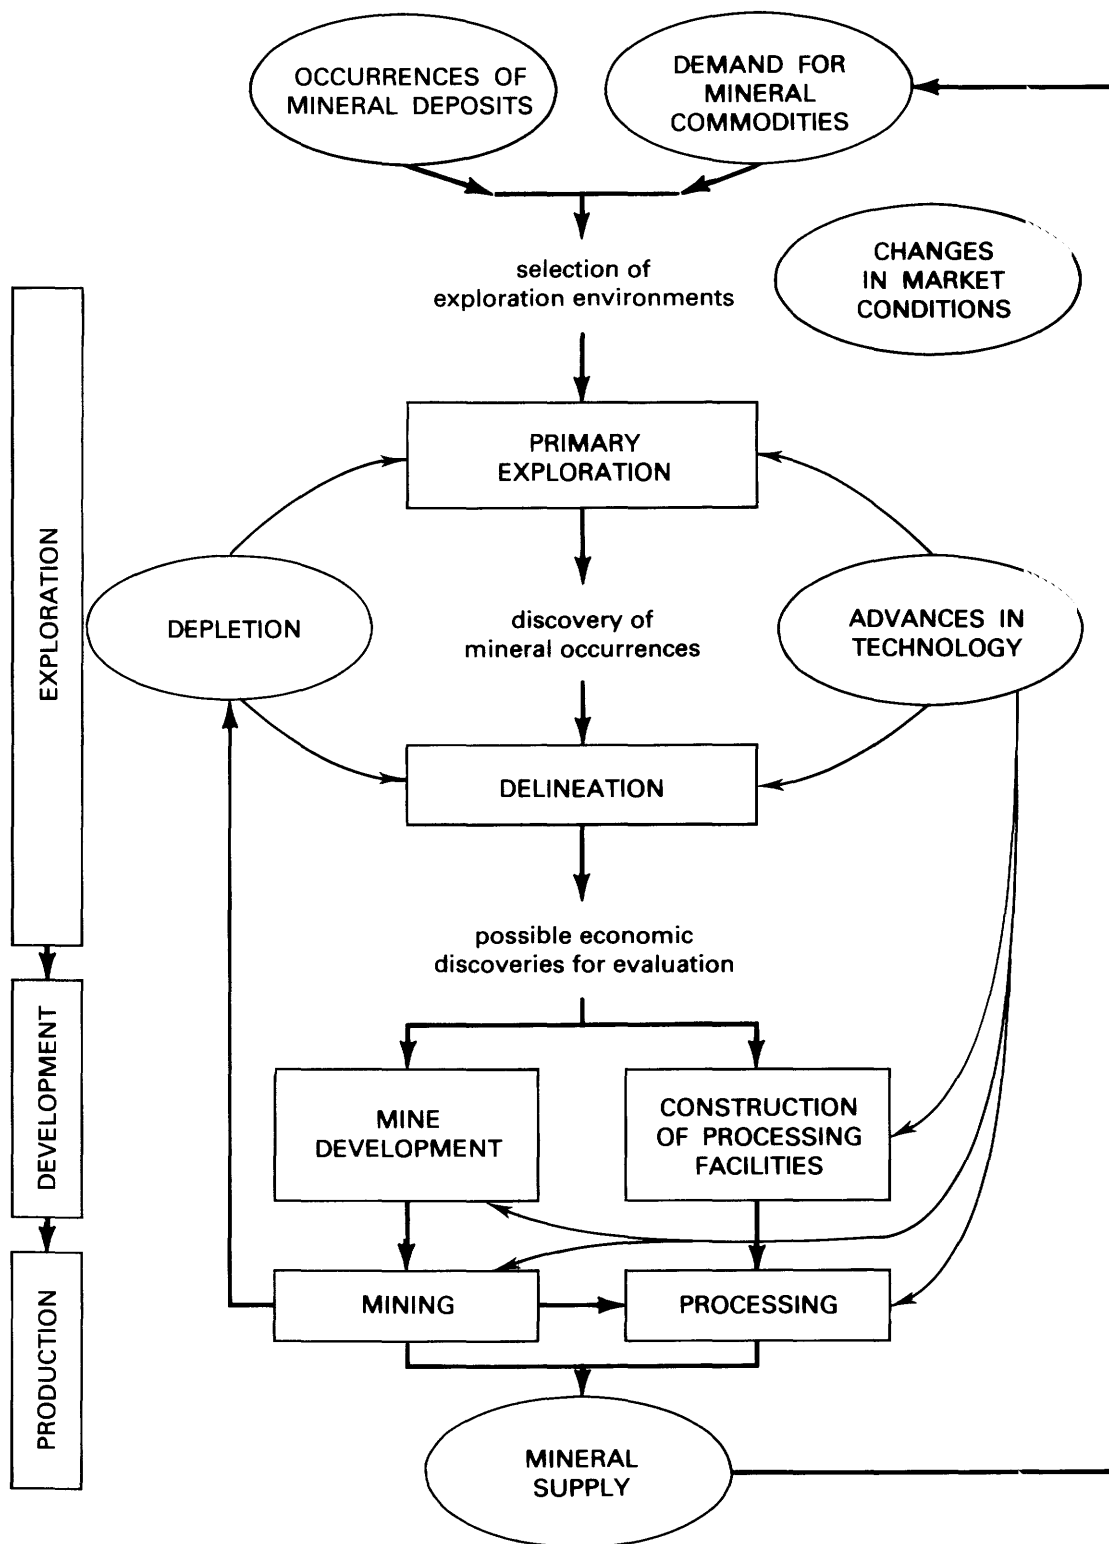 OCCURRENCES OF
MINERAL DEPOSITS
DEMAND FOR
MINERAL
COMMODITIES
selection of
exploration environments
CHANGES
IN MARKET
CONDITIONS
EXPLORATION
PRIMARY
EXPLORATION
DEPLETION
discovery of
mineral occurrences
ADVANCES IN
TECHNOLOGY
DELINEATION
possible economic
discoveries for evaluation
DEVELOPMENT
MINE
DEVELOPMENT
CONSTRUCTION
OF PROCESSING
FACILITIES
PRODUCTION
MINING
PROCESSING
MINERAL
SUPPLY